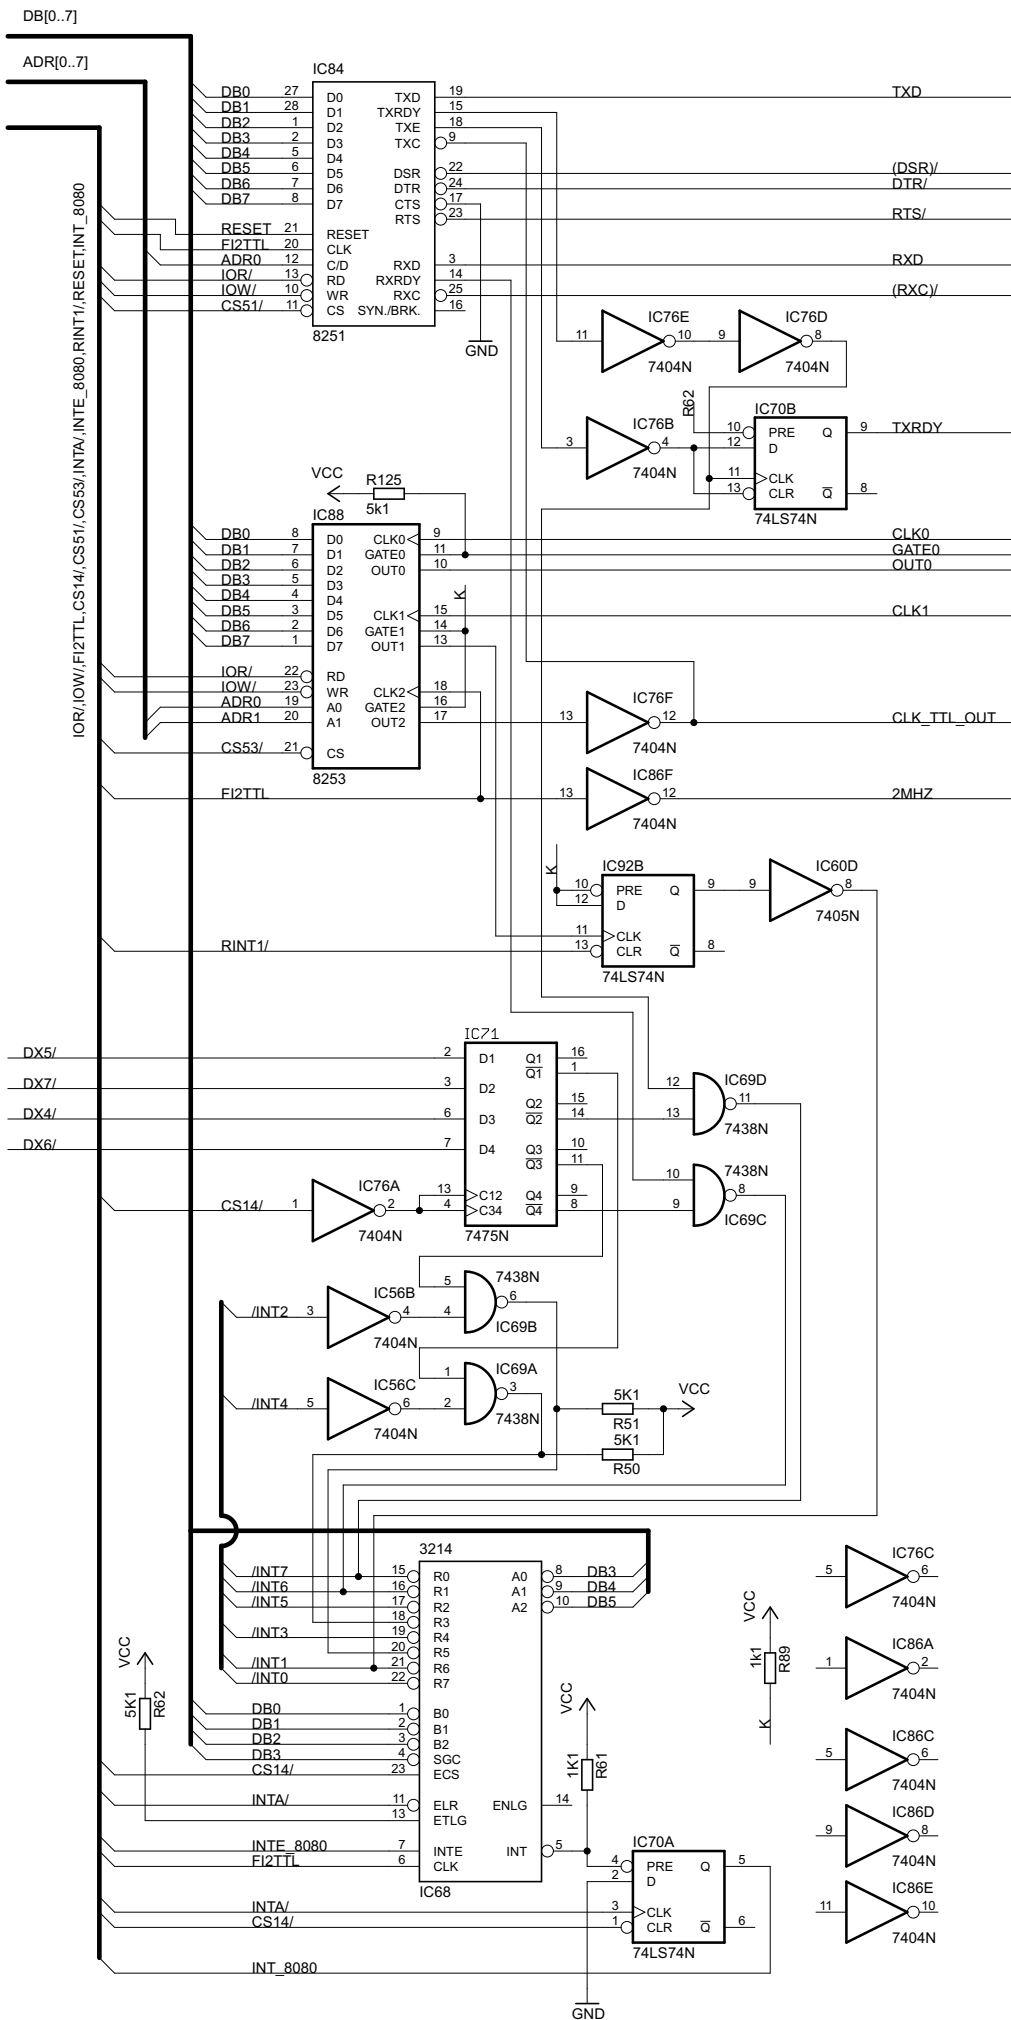 DB[0..7]
ADR[0..7]
IOR/,IOW/,FI2TTL,CS14/,CS51/,CS53/,INTA/,INTE_8080,RINT1/,RESET,INT_8080
IC84
DB0 27 D0 TXD 19 TXD
DB1 28 D1 TXRDY 15
DB2 1 D2 TXE 18
DB3 2 D3 TXC 9
DB4 5 D4
DB5 6 D5 DSR 22 (DSR)/
DB6 7 D6 DTR 24 DTR/
DB7 8 D7 CTS 17
RTS 23 RTS/
RESET 21 RESET
FI2TTL 20 CLK
ADR0 12 C/D RXD 3 RXD
IOR/ 13 RD RXRDY 14
IOW/ 10 WR RXC 25 (RXC)/
CS51/ 11 CS SYN./BRK. 16
8251
GND
IC76E
11 10
7404N
IC76D
9 8
7404N
R62
IC76B
3 4
7404N
IC70B
10 PRE Q 9 TXRDY
12 D
11 CLK
13 CLR Q 8
74LS74N
VCC
R125
5k1
IC88
DB0 8 D0 CLK0 9 CLK0
DB1 7 D1 GATE0 11 GATE0
DB2 6 D2 OUT0 10 OUT0
DB3 5 D3
DB4 4 D4
K
DB5 3 D5 CLK1 15 CLK1
DB6 2 D6 GATE1 14
DB7 1 D7 OUT1 13
IOR/ 22 RD
IOW/ 23 WR CLK2 18
ADR0 19 A0 GATE2 16
ADR1 20 A1 OUT2 17
CS53/ 21 CS
8253
IC76F
13 12 CLK_TTL_OUT
7404N
IC86F
FI2TTL 13 12 2MHZ
7404N
K
IC92B
10 PRE Q 9
12 D
11 CLK
RINT1/ 13 CLR Q 8
74LS74N
IC60D
9 8
7405N
IC71
DX5/ 2 D1 Q1 16
Q1 1
DX7/ 3 D2
Q2 15
DX4/ 6 D3 Q2 14
DX6/ 7 D4 Q3 10
Q3 11
13 C12 Q4 9
4 C34 Q4 8
7475N
IC76A
CS14/ 1 2
7404N
12 IC69D
11
13
7438N
7438N
10
8
9
IC69C
IC56B
/INT2 3 4
7404N
7438N
5
6
4
IC69B
IC56C
/INT4 5 6
7404N
IC69A
1
3
2
7438N
5K1
R51
VCC
5K1
R50
3214
/INT7 15 R0 A0 8 DB3
/INT6 16 R1 A1 9 DB4
/INT5 17 R2 A2 10 DB5
18 R3
/INT3 19 R4
20 R5
/INT1 21 R6
/INT0 22 R7
VCC
5K1
R62
DB0 1 B0
DB1 2 B1
DB2 3 B2
DB3 4 SGC
CS14/ 23 ECS
INTA/ 11 ELR ENLG 14
13 ETLG
INTE_8080 7 INTE INT 5
FI2TTL 6 CLK
IC68
VCC
1K1
R61
IC70A
4 PRE Q 5
2 D
INTA/ 3 CLK
CS14/ 1 CLR Q 6
74LS74N
INT_8080
GND
VCC
1k1
R89
K
IC76C
5 6
7404N
IC86A
1 2
7404N
IC86C
5 6
7404N
IC86D
9 8
7404N
IC86E
11 10
7404N